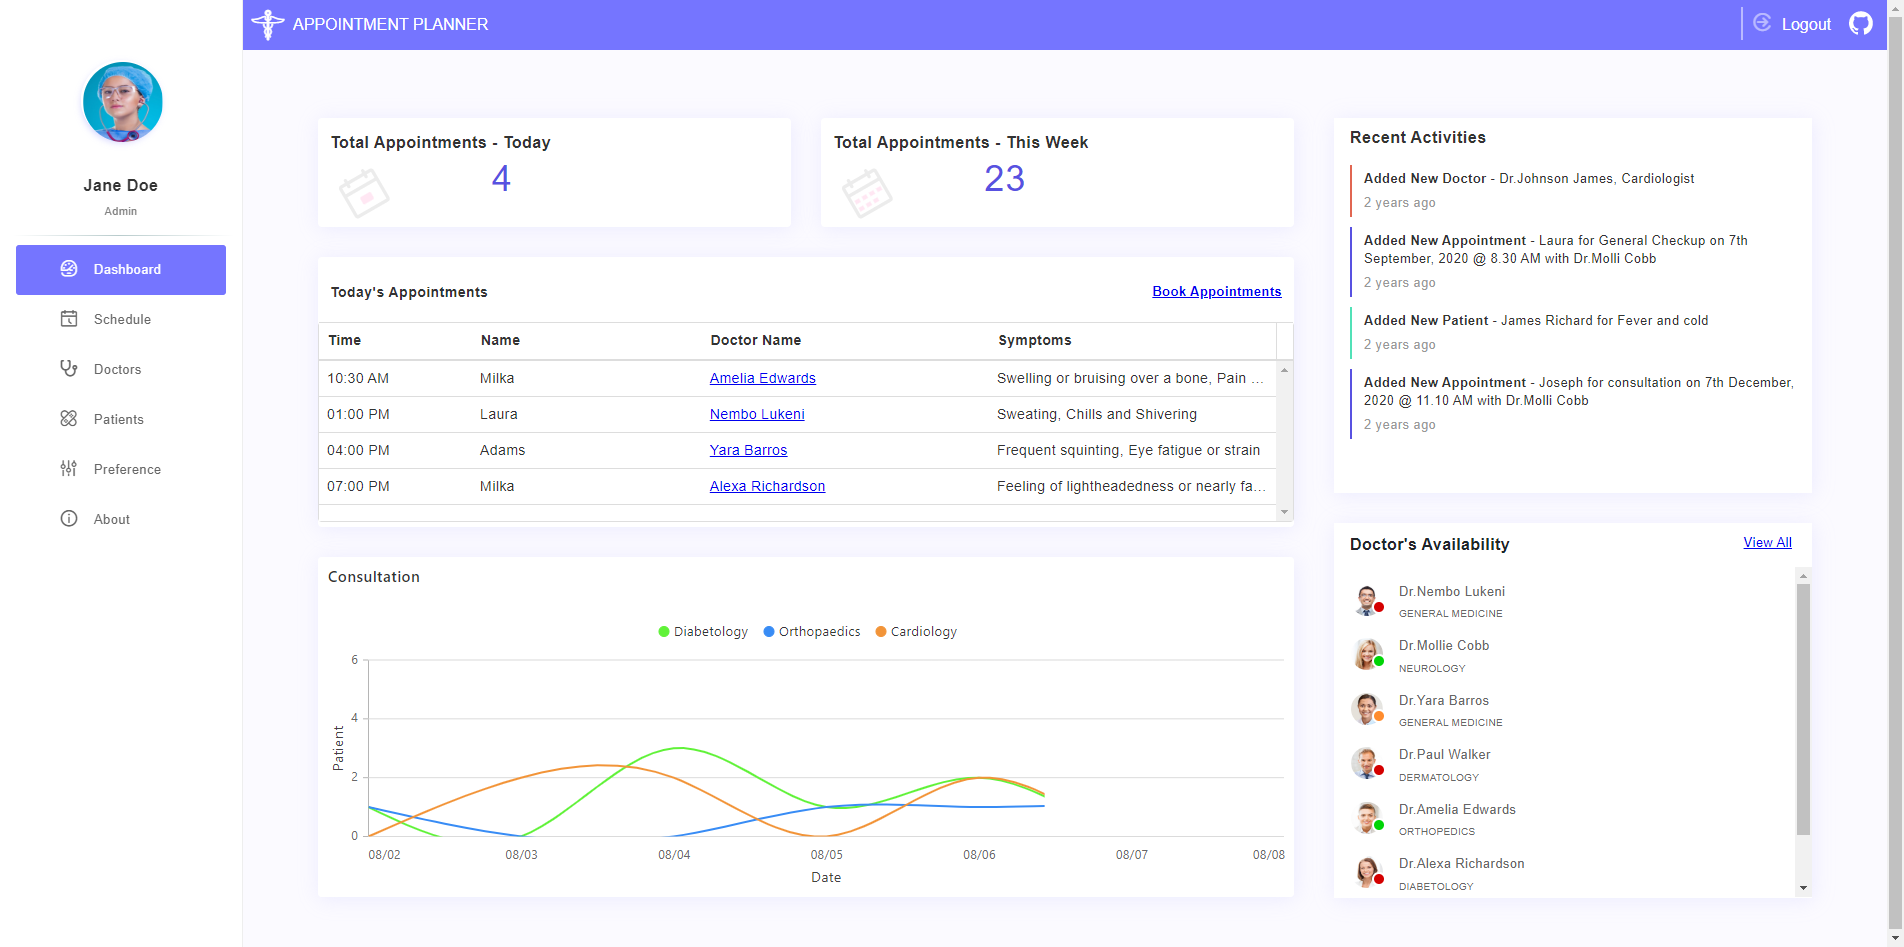 APPOINTMENT PLANNER
Logout
Jane Doe
Admin
Dashboard
Schedule
Doctors
Patients
Preference
About
Total Appointments - Today
4
Total Appointments - This Week
23
Today's Appointments
Book Appointments
Time Name Doctor Name Symptoms
10:30 AM Milka Amelia Edwards Swelling or bruising over a bone, Pain ...
01:00 PM Laura Nembo Lukeni Sweating, Chills and Shivering
04:00 PM Adams Yara Barros Frequent squinting, Eye fatigue or strain
07:00 PM Milka Alexa Richardson Feeling of lightheadedness or nearly fa...
Consultation
Diabetology Orthopaedics Cardiology
6
4
2
0
Patient
08/02 08/03 08/04 08/05 08/06 08/07 08/08
Date
Recent Activities
Added New Doctor - Dr.Johnson James, Cardiologist
2 years ago
Added New Appointment - Laura for General Checkup on 7th
September, 2020 @ 8.30 AM with Dr.Molli Cobb
2 years ago
Added New Patient - James Richard for Fever and cold
2 years ago
Added New Appointment - Joseph for consultation on 7th December,
2020 @ 11.10 AM with Dr.Molli Cobb
2 years ago
Doctor's Availability
View All
Dr.Nembo Lukeni
GENERAL MEDICINE
Dr.Mollie Cobb
NEUROLOGY
Dr.Yara Barros
GENERAL MEDICINE
Dr.Paul Walker
DERMATOLOGY
Dr.Amelia Edwards
ORTHOPEDICS
Dr.Alexa Richardson
DIABETOLOGY